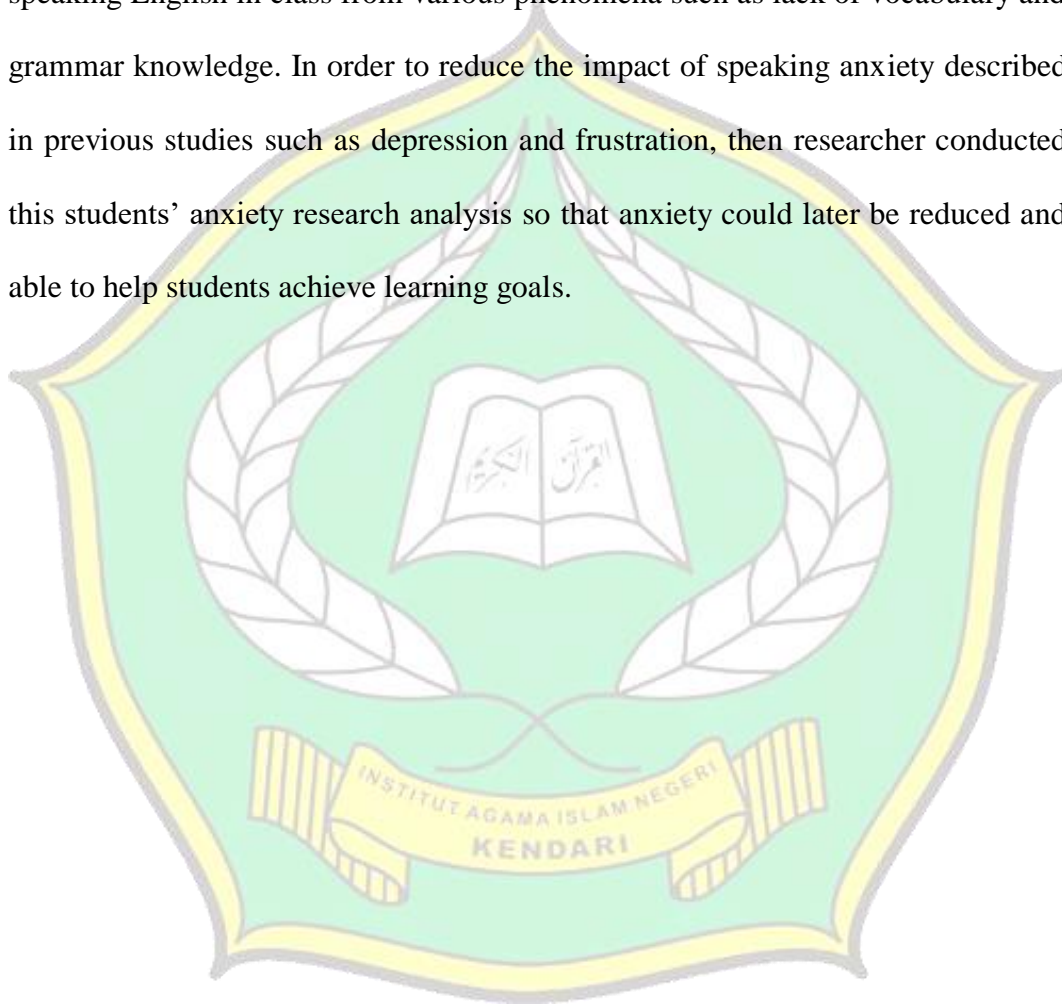 speaking English in class from various phenomena such as lack of vocabulary and
grammar knowledge. In order to reduce the impact of speaking anxiety described
in previous studies such as depression and frustration, then researcher conducted
this students’ anxiety research analysis so that anxiety could later be reduced and
able to help students achieve learning goals.
القرآن
الكريم
INSTITUT AGAMA ISLAM NEGERI
KENDARI